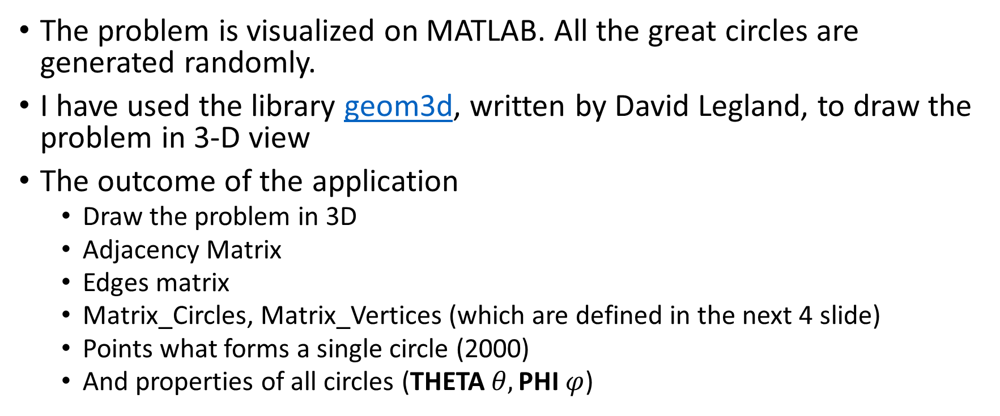 • The problem is visualized on MATLAB. All the great circles are
generated randomly.
• I have used the library geom3d, written by David Legland, to draw the
problem in 3-D view
• The outcome of the application
• Draw the problem in 3D
• Adjacency Matrix
• Edges matrix
• Matrix_Circles, Matrix_Vertices (which are defined in the next 4 slide)
• Points what forms a single circle (2000)
• And properties of all circles (THETA θ, PHI φ)